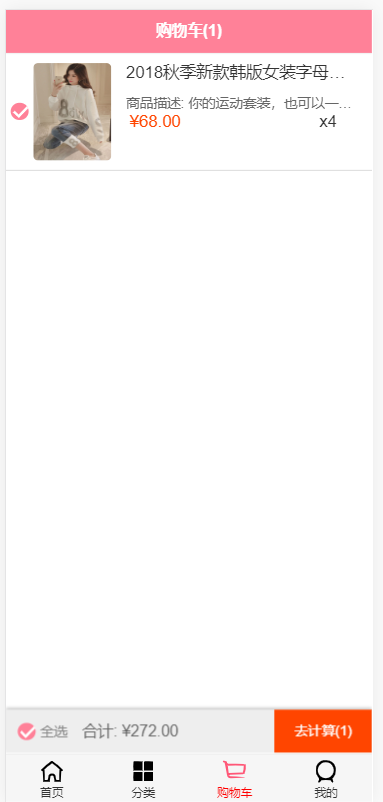 购物车(1)
2018秋季新款韩版女装字母…
商品描述: 你的运动套装，也可以一…
¥68.00 x4
全选 合计: ¥272.00 去计算(1)
首页 分类 购物车 我的